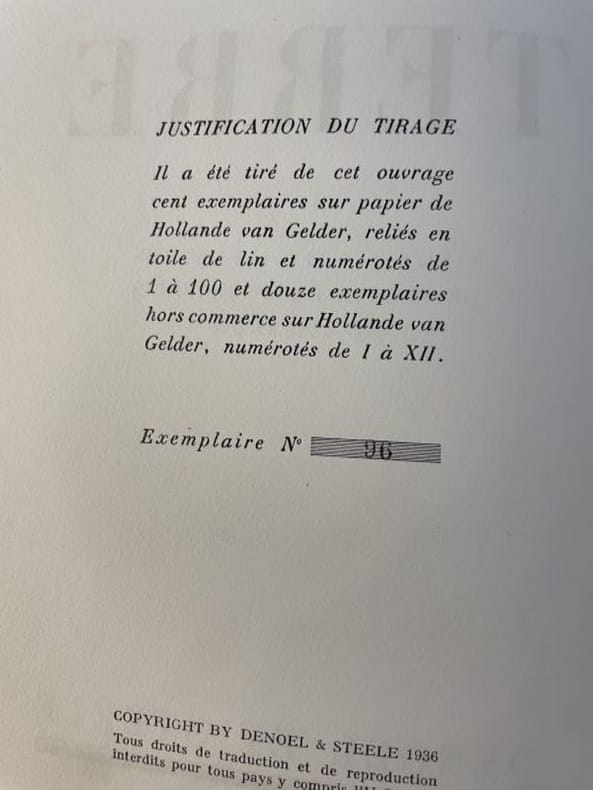 TERRE
JUSTIFICATION DU TIRAGE
Il a été tiré de cet ouvrage
cent exemplaires sur papier de
Hollande van Gelder, reliés en
toile de lin et numérotés de
1 à 100 et douze exemplaires
hors commerce sur Hollande van
Gelder, numérotés de I à XII.
Exemplaire N° 96
COPYRIGHT BY DENOEL & STEELE 1936
Tous droits de traduction et de reproduction
interdits pour tous pays y compris